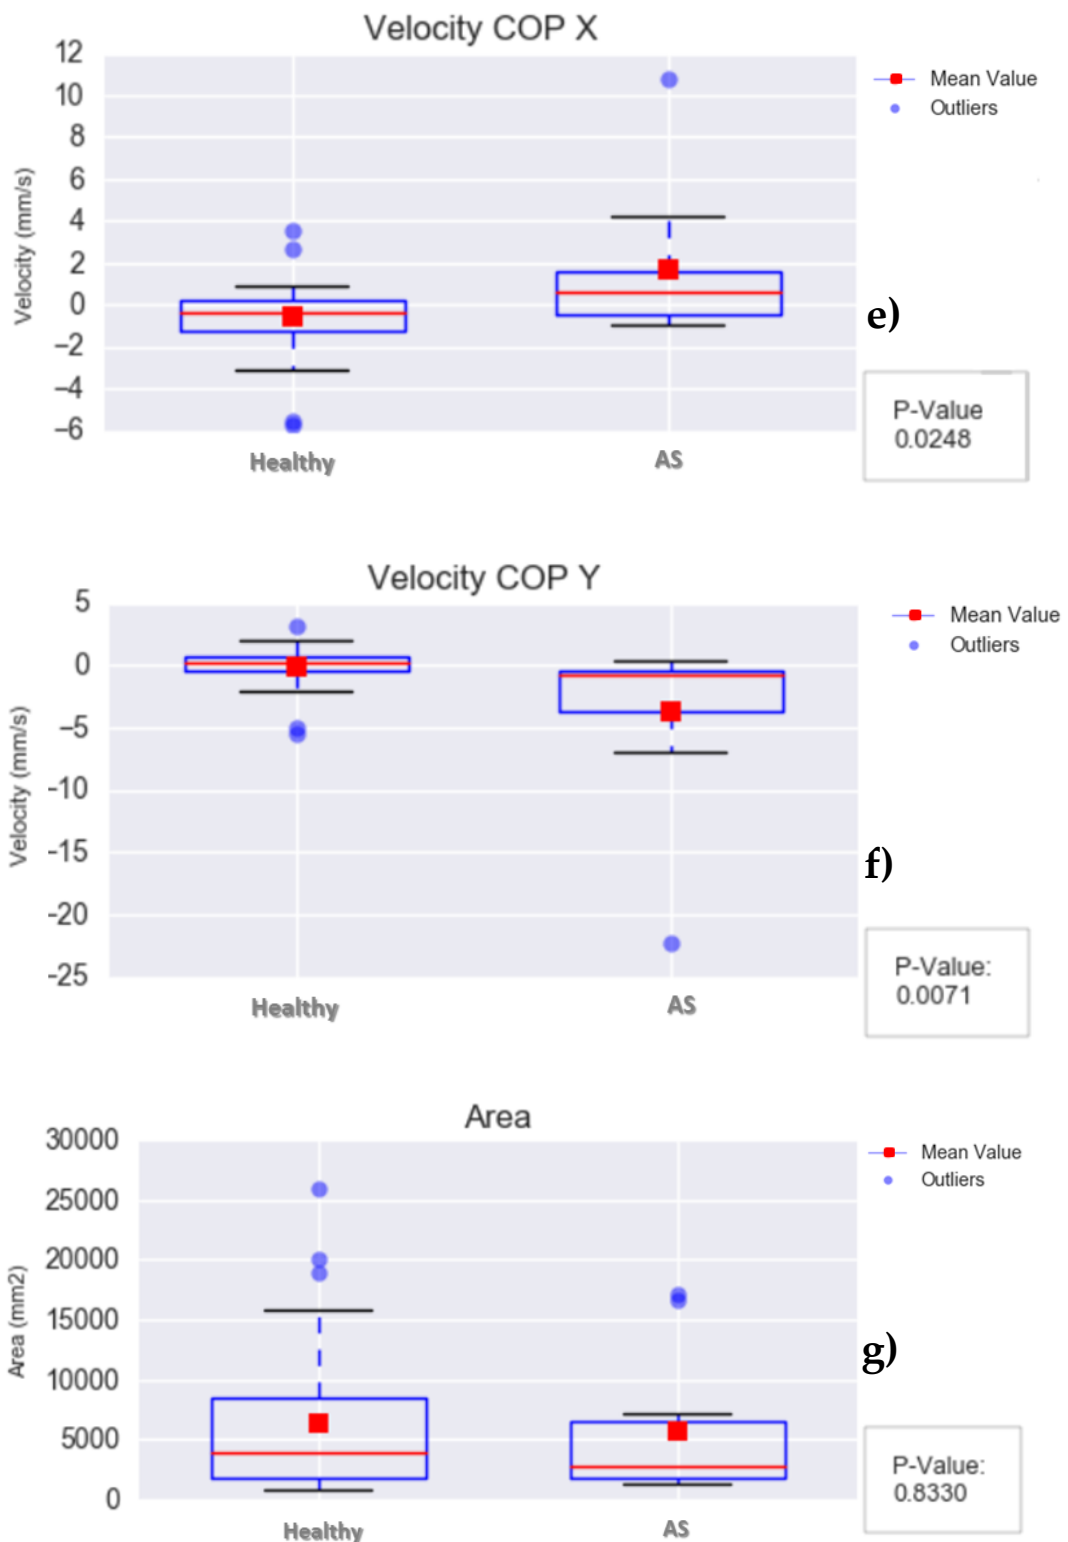 Velocity COP X
12
10
8
6
4
2
0
−2
−4
−6
Velocity (mm/s)
Healthy
AS
Mean Value
Outliers
e)
P-Value
0.0248
Velocity COP Y
5
0
-5
-10
-15
-20
-25
Velocity (mm/s)
Healthy
AS
Mean Value
Outliers
f)
P-Value:
0.0071
Area
30000
25000
20000
15000
10000
5000
0
Area (mm2)
Healthy
AS
Mean Value
Outliers
g)
P-Value:
0.8330